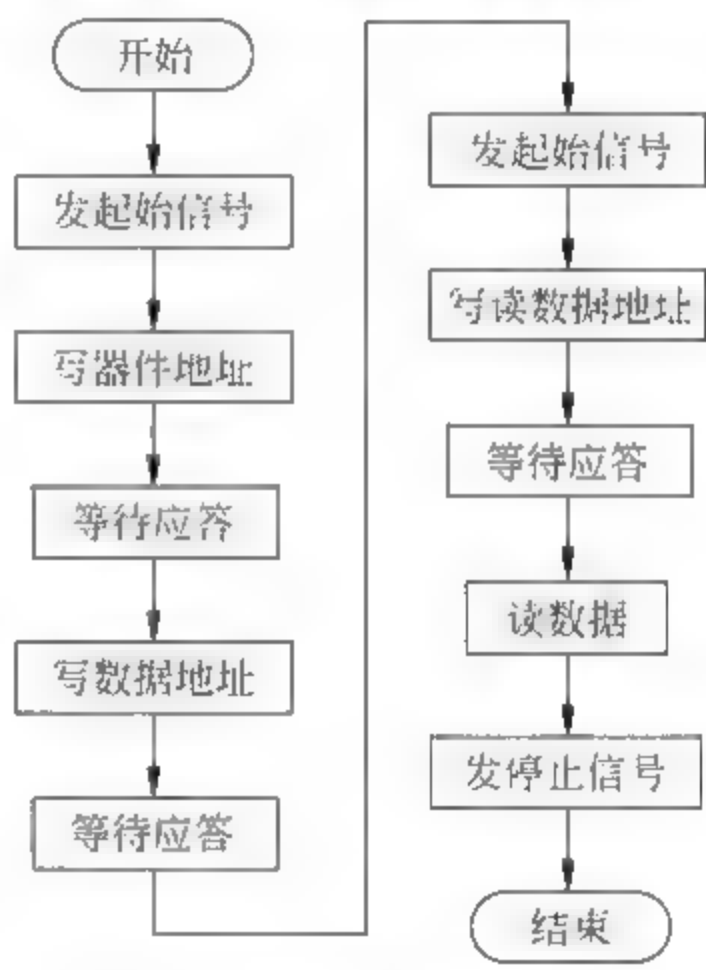 开始
发起始信号
写器件地址
等待应答
写数据地址
等待应答
发起始信号
写读数据地址
等待应答
读数据
发停止信号
结束